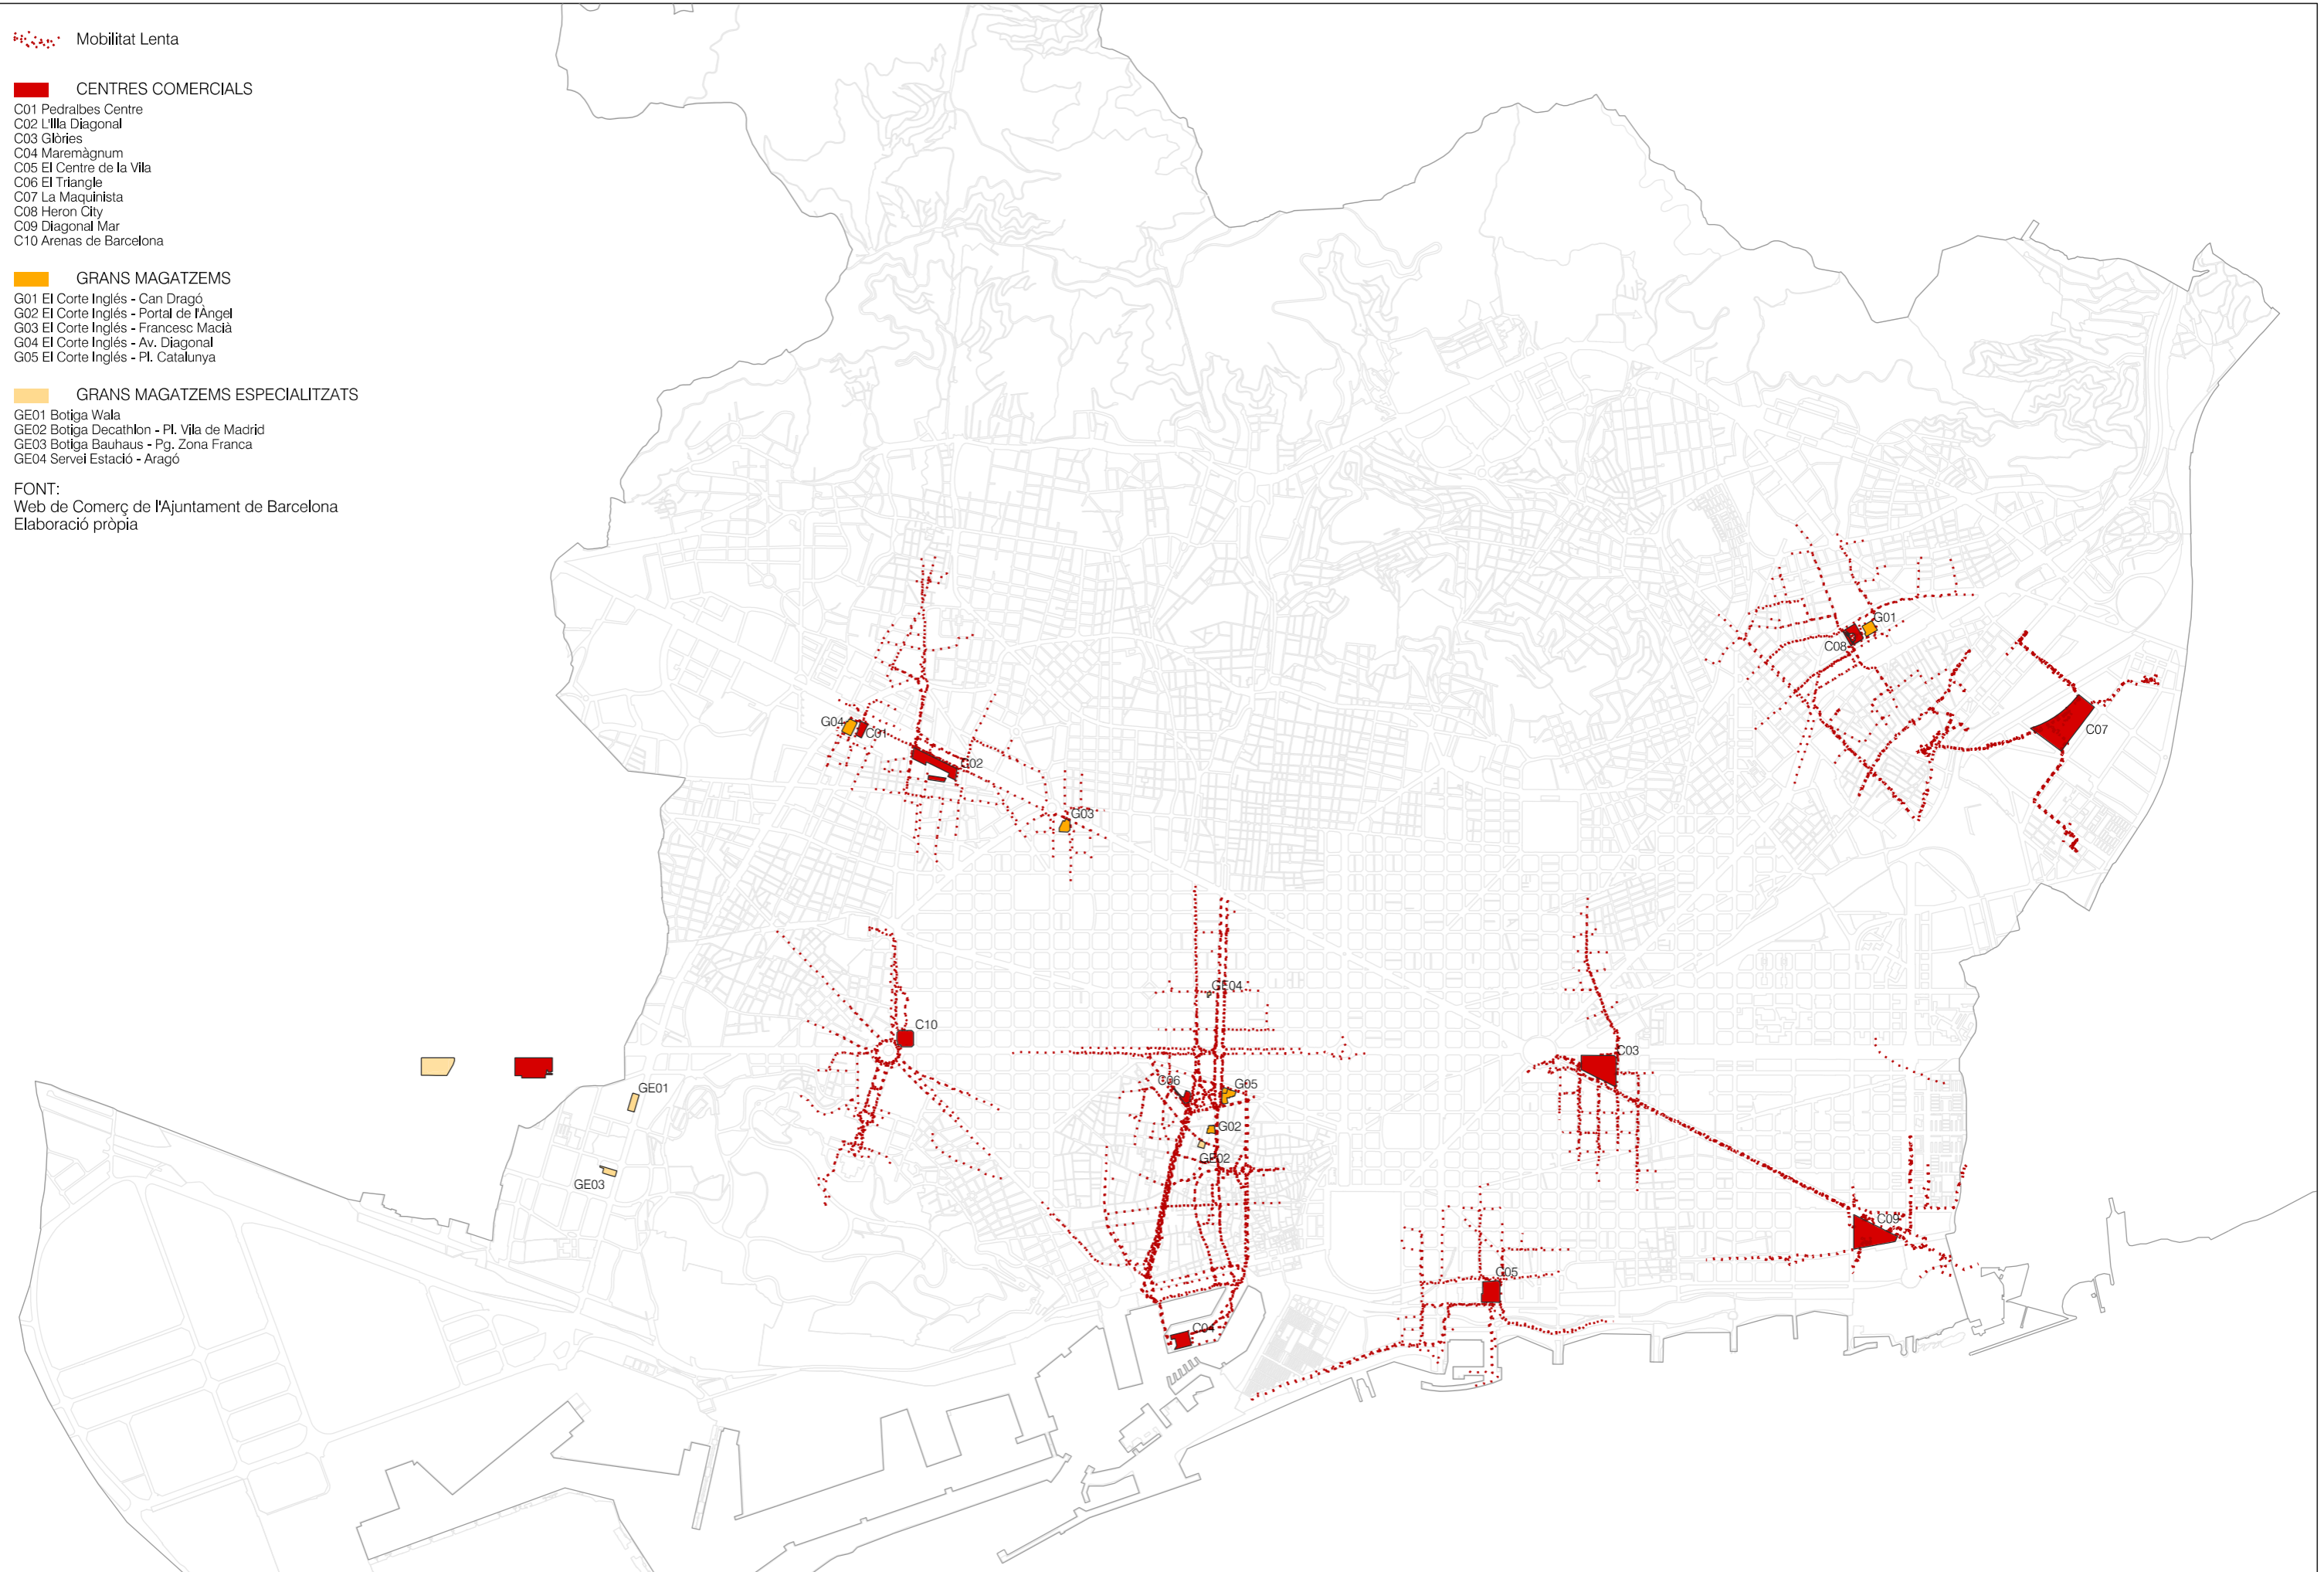 Mobilitat Lenta
CENTRES COMERCIALS
C01 Pedralbes Centre
C02 L'Illa Diagonal
C03 Glòries
C04 Maremàgnum
C05 El Centre de la Vila
C06 El Triangle
C07 La Maquinista
C08 Heron City
C09 Diagonal Mar
C10 Arenas de Barcelona
GRANS MAGATZEMS
G01 El Corte Inglés - Can Dragó
G02 El Corte Inglés - Portal de l'Àngel
G03 El Corte Inglés - Francesc Macià
G04 El Corte Inglés - Av. Diagonal
G05 El Corte Inglés - Pl. Catalunya
GRANS MAGATZEMS ESPECIALITZATS
GE01 Botiga Wala
GE02 Botiga Decathlon - Pl. Vila de Madrid
GE03 Botiga Bauhaus - Pg. Zona Franca
GE04 Servei Estació - Aragó
FONT:
Web de Comerç de l'Ajuntament de Barcelona
Elaboració pròpia
G01
C08
G04
C01
C07
C02
G03
GE04
C10
C03
C06
G05
GE01
G02
GE02
GE03
C09
C05
C04